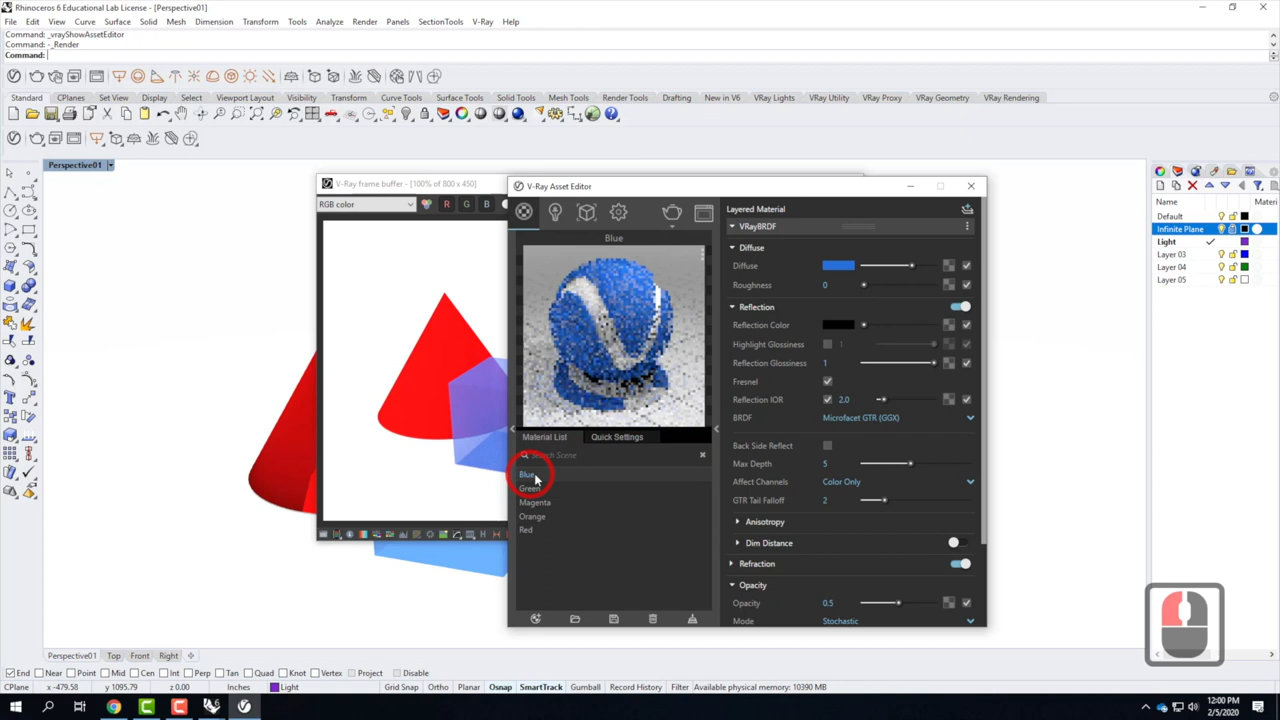 Rhinoceros 6 Educational Lab License - [Perspective01]
File Edit View Curve Surface Solid Mesh Dimension Transform Tools Analyze Render Panels SectionTools V-Ray Help
Command: _vrayShowAssetEditor
Command: -_Render
Command:
Standard CPlanes Set View Display Select Viewport Layout Visibility Transform Curve Tools Surface Tools Solid Tools Mesh Tools Render Tools Drafting New in V6 VRay Lights VRay Utility VRay Proxy VRay Geometry VRay Rendering
Perspective01
V-Ray frame buffer - [100% of 800 x 450]
RGB color R G B
V-Ray Asset Editor
Blue
Material List Quick Settings
Search Scene
Blue
Green
Magenta
Orange
Red
Layered Material
VRayBRDF
Diffuse
Diffuse
Roughness 0
Reflection
Reflection Color
Highlight Glossiness 1
Reflection Glossiness 1
Fresnel
Reflection IOR 2.0
BRDF Microfacet GTR (GGX)
Back Side Reflect
Max Depth 5
Affect Channels Color Only
GTR Tail Falloff 2
Anisotropy
Dim Distance
Refraction
Opacity
Opacity 0.5
Mode Stochastic
Name Materi
Default
Infinite Plane
Light
Layer 03
Layer 04
Layer 05
Perspective01 Top Front Right
End Near Point Mid Cen Int Perp Tan Quad Knot Vertex Project Disable
CPlane x -479.58 y 1095.79 z 0.00 Inches Light Grid Snap Ortho Planar Osnap SmartTrack Gumball Record History Filter Available physical memory: 10390 MB
12:00 PM
2/5/2020